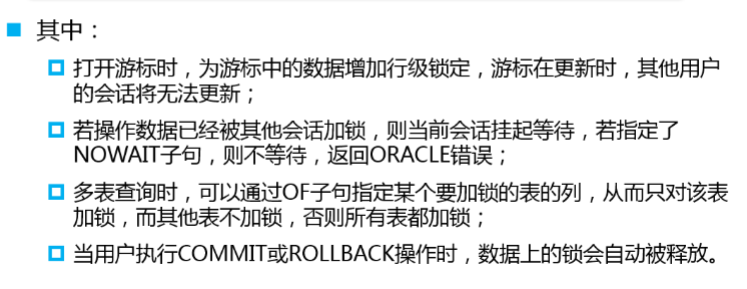 其中：
打开游标时，为游标中的数据增加行级锁定，游标在更新时，其他用户
的会话将无法更新；
若操作数据已经被其他会话加锁，则当前会话挂起等待，若指定了
NOWAIT子句，则不等待，返回ORACLE错误；
多表查询时，可以通过OF子句指定某个要加锁的表的列，从而只对该表
加锁，而其他表不加锁，否则所有表都加锁；
当用户执行COMMIT或ROLLBACK操作时，数据上的锁会自动被释放。